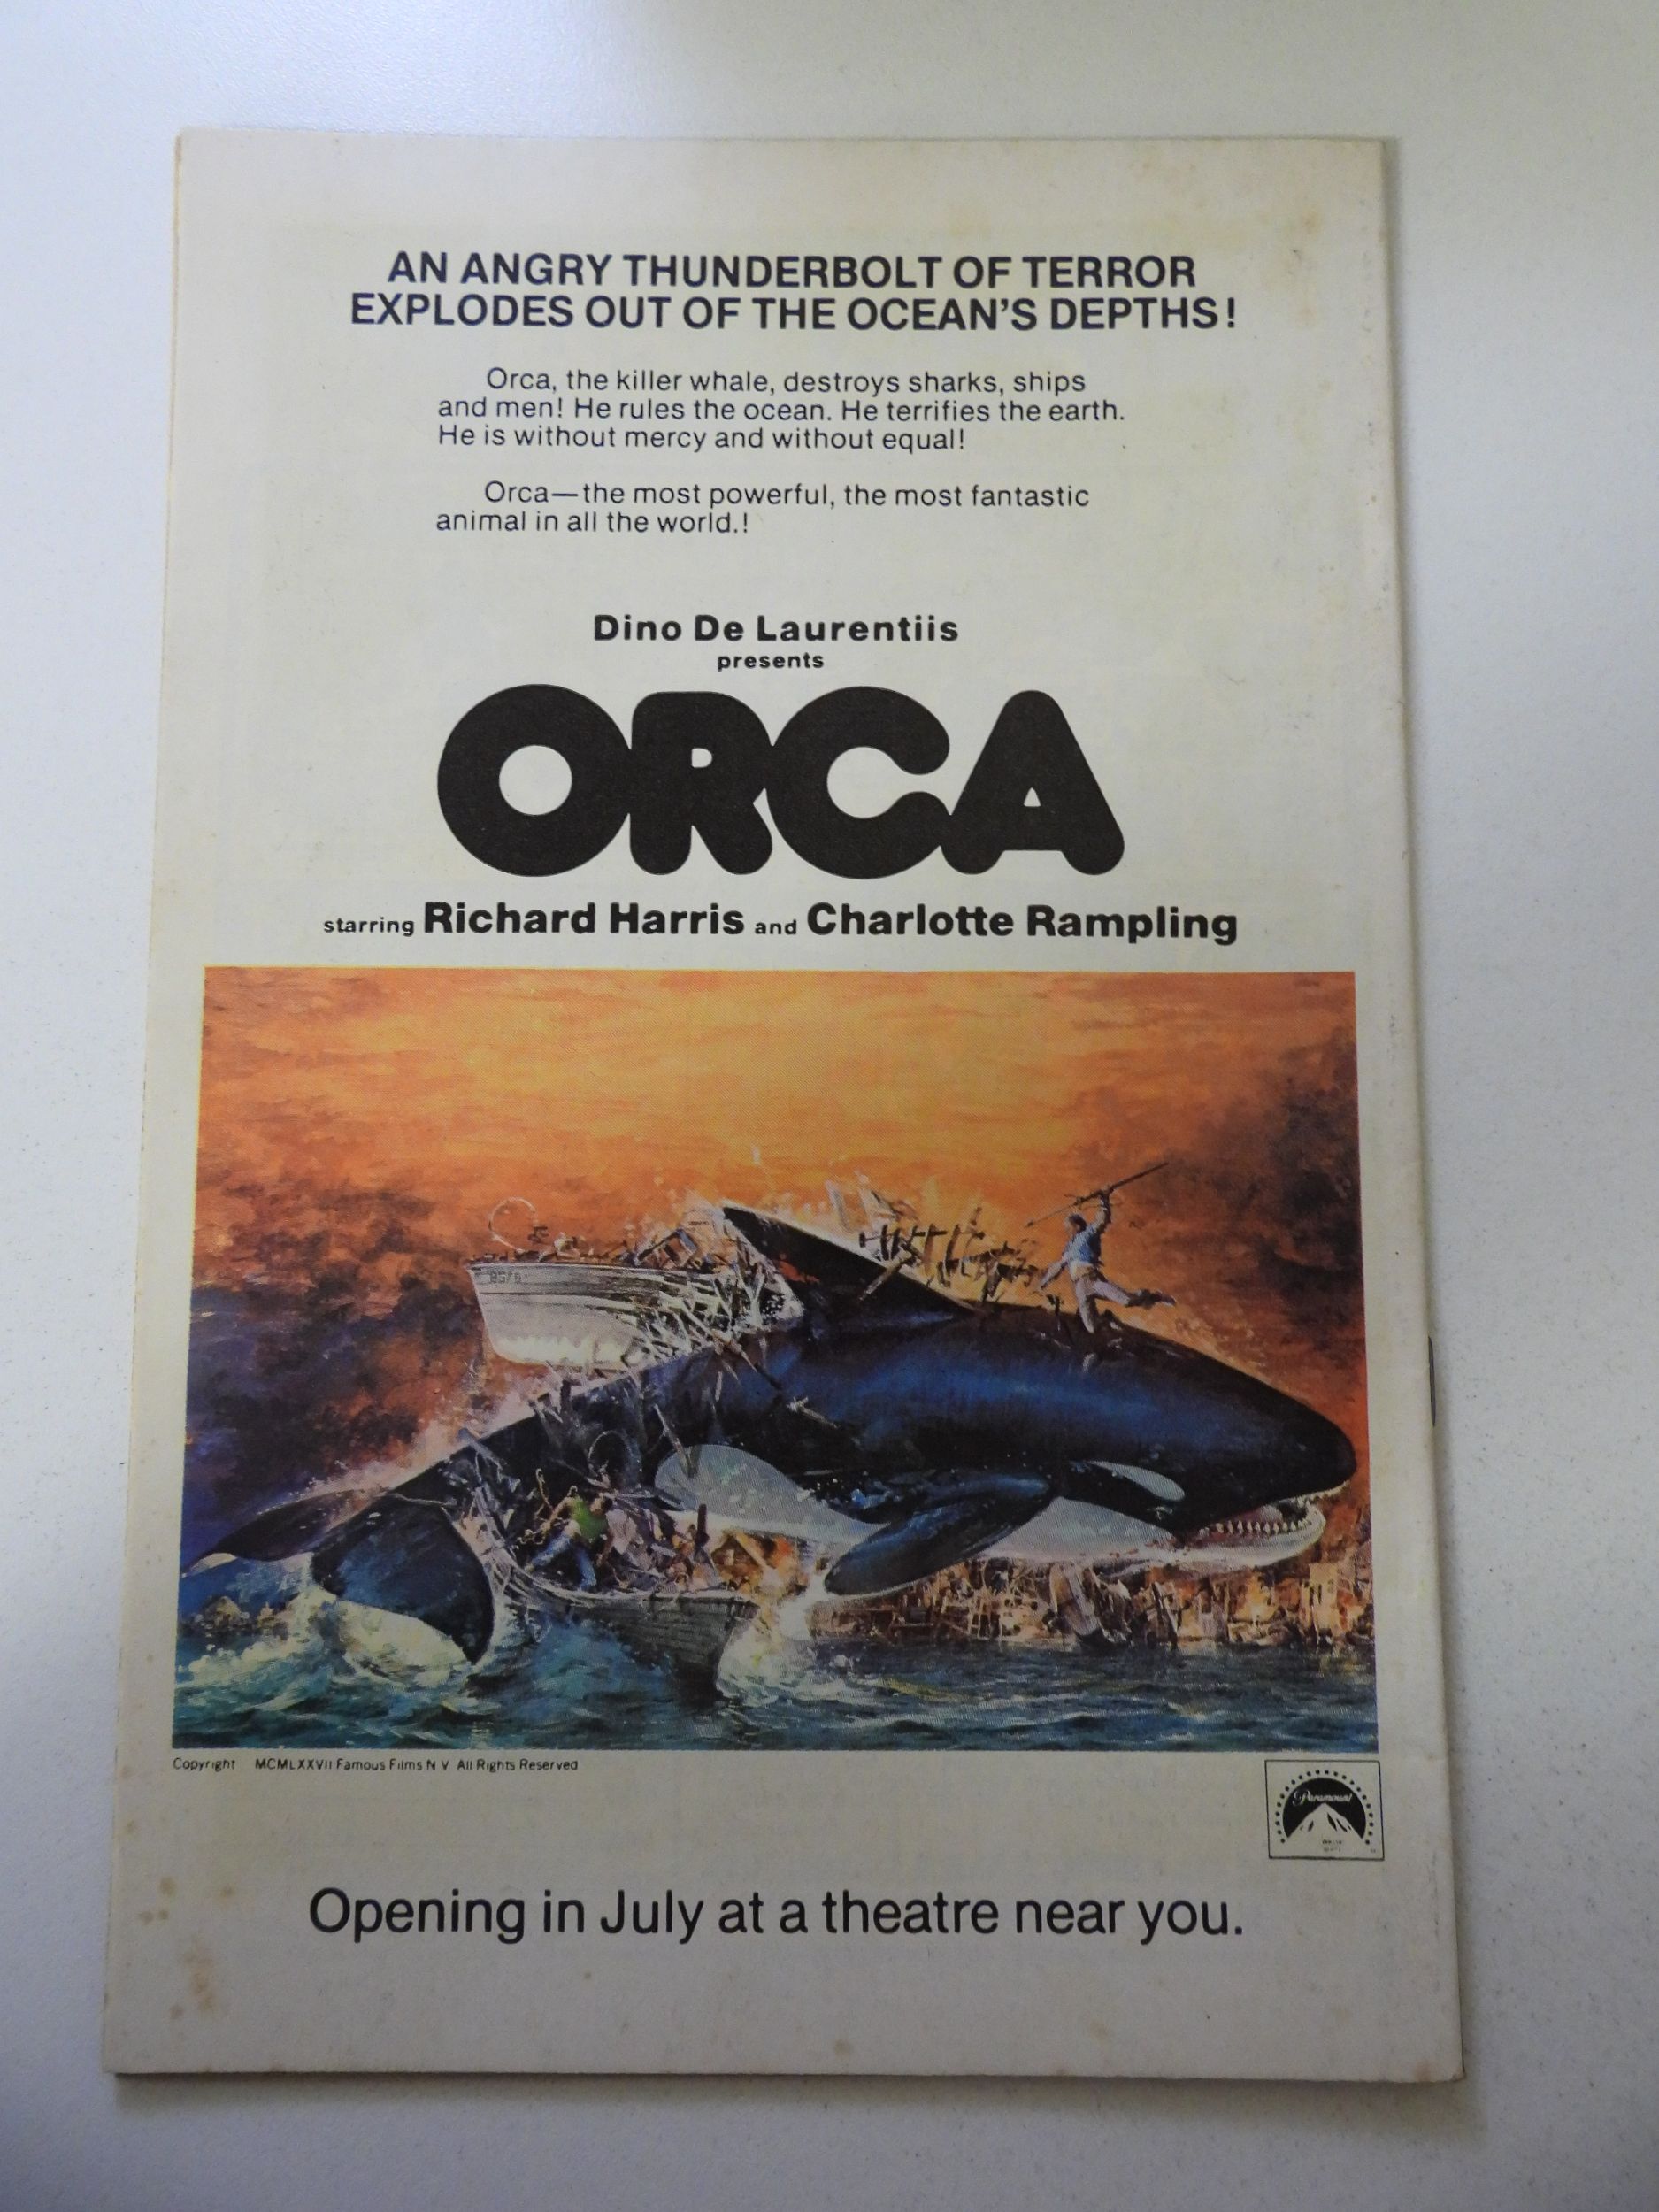 AN ANGRY THUNDERBOLT OF TERROR
EXPLODES OUT OF THE OCEAN'S DEPTHS!
Orca, the killer whale, destroys sharks, ships
and men! He rules the ocean. He terrifies the earth.
He is without mercy and without equal!
Orca—the most powerful, the most fantastic
animal in all the world.!
Dino De Laurentiis
presents
ORCA
starring Richard Harris and Charlotte Rampling
Copyright MCMLXXVII Famous Films N V All Rights Reserved
Paramount
Opening in July at a theatre near you.